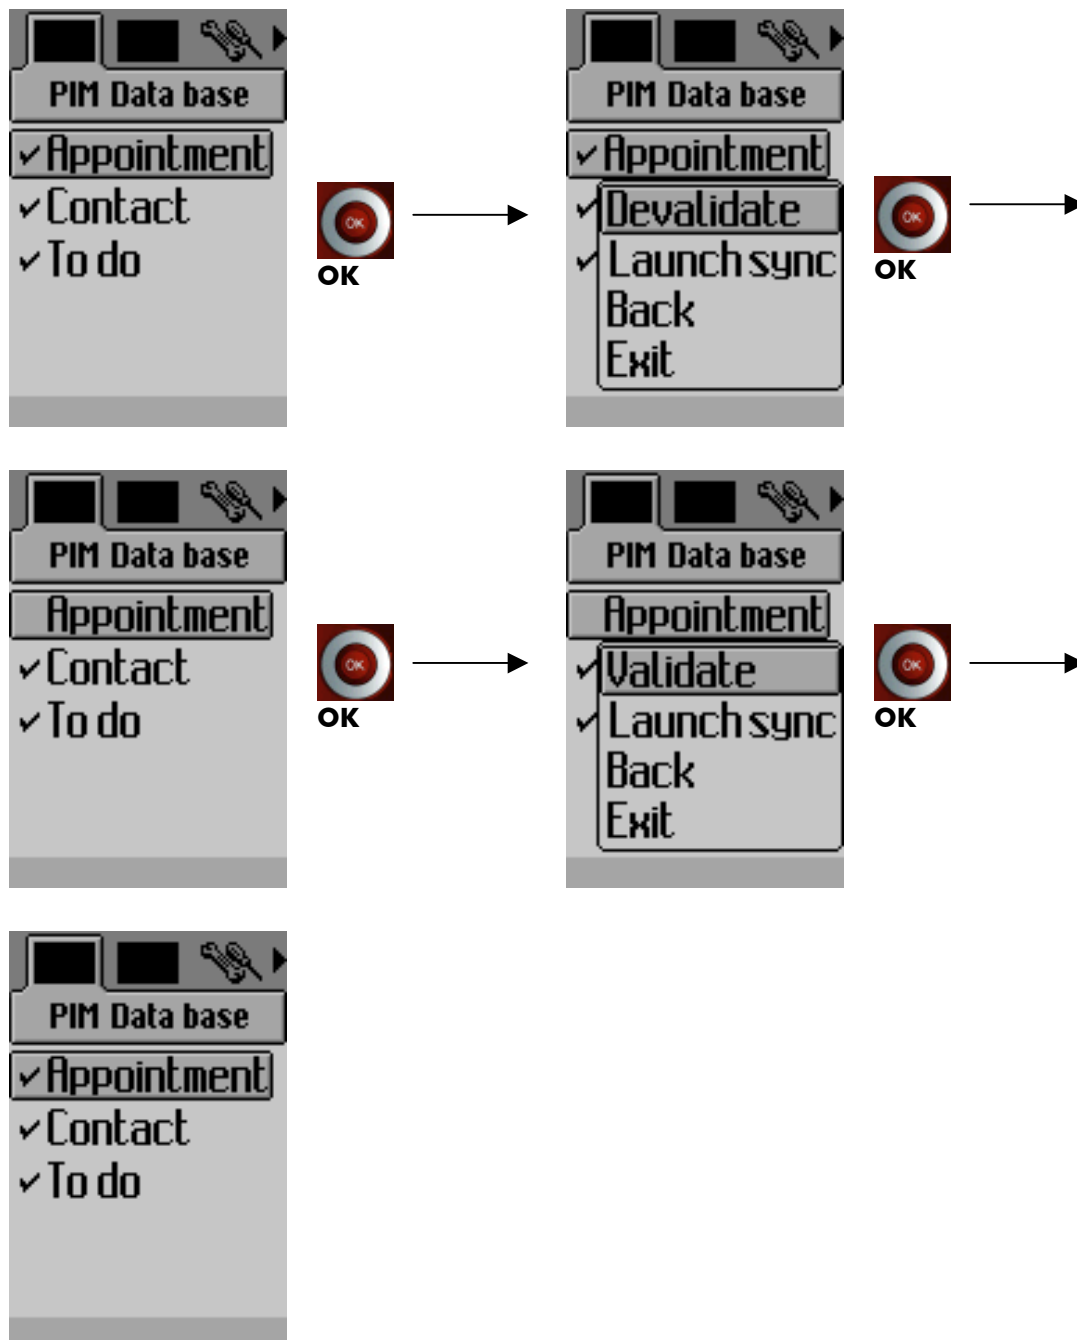 PIM Data base
✓Appointment
✓Contact
✓To do
OK
OK
PIM Data base
✓Appointment
Devalidate
Launch sync
Back
Exit
OK
OK
PIM Data base
Appointment
✓Contact
✓To do
OK
OK
PIM Data base
Appointment
Validate
Launch sync
Back
Exit
OK
OK
PIM Data base
✓Appointment
✓Contact
✓To do